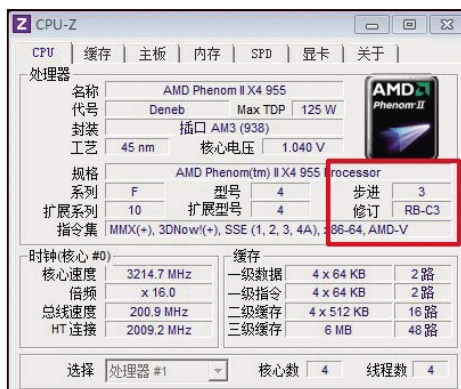 CPU-Z
CPU 缓存 主板 内存 SPD 显卡 关于
处理器
名称 AMD Phenom II X4 955
代号 Deneb Max TDP 125 W
封装 插口 AM3 (938)
工艺 45 nm 核心电压 1.040 V
AMD
Phenom II
规格 AMD Phenom(tm) II X4 955 Processor
系列 F 型号 4 步进 3
扩展系列 10 扩展型号 4 修订 RB-C3
指令集 MMX(+), 3DNow!(+), SSE (1, 2, 3, 4A), x86-64, AMD-V
时钟(核心 #0)
核心速度 3214.7 MHz
倍频 x 16.0
总线速度 200.9 MHz
HT 连接 2009.2 MHz
缓存
一级数据 4 x 64 KB 2 路
一级指令 4 x 64 KB 2 路
二级缓存 4 x 512 KB 16 路
三级缓存 6 MB 48 路
选择 处理器 #1 核心数 4 线程数 4